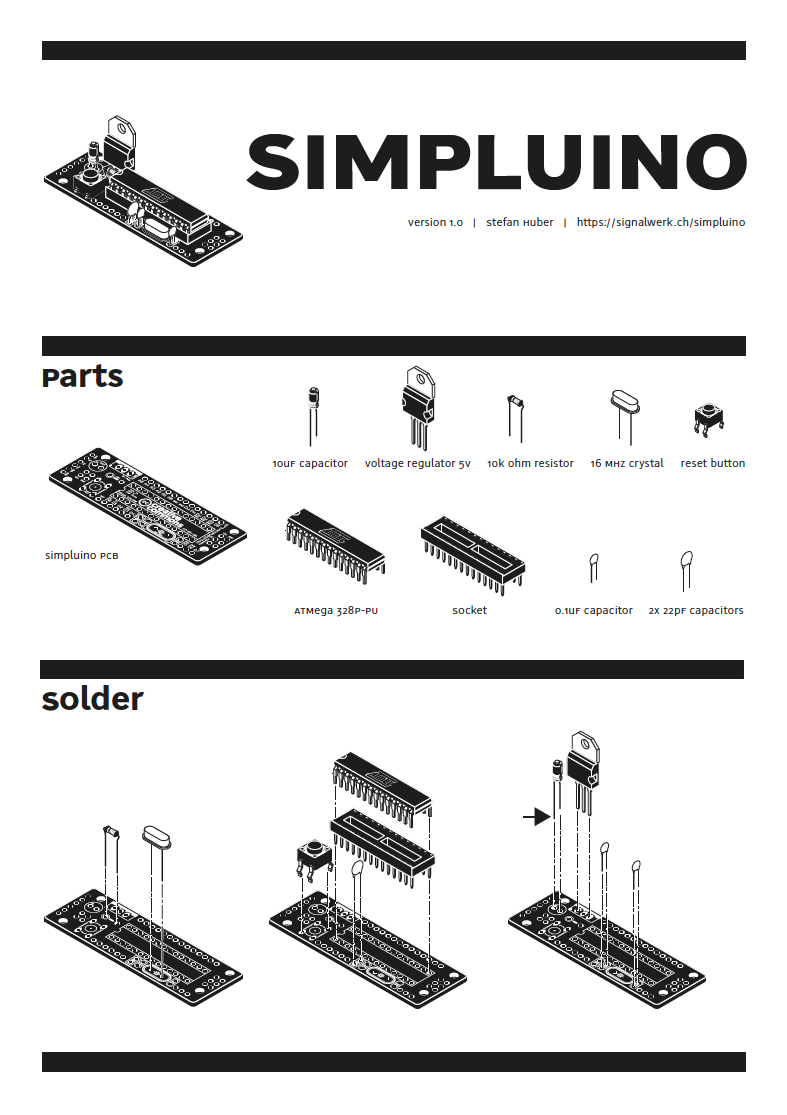 SIMPLUINO
version 1.0 | stefan Huber | https://signalwerk.ch/simpluino
Parts
10uF capacitor voltage regulator 5V 10k ohm resistor 16 MHz crystal reset button
simpluino PCB
ATMega 328P-PU socket 0.1uF capacitor 2x 22pF capacitors
solder